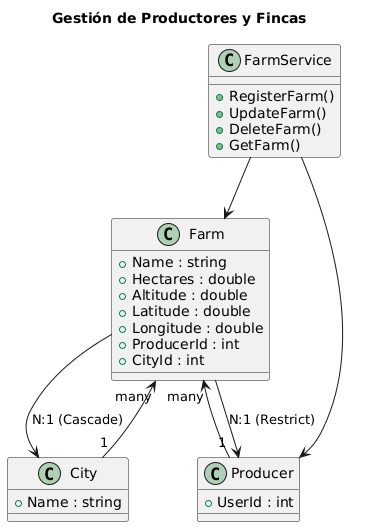 Gestión de Productores y Fincas
C FarmService
RegisterFarm()
UpdateFarm()
DeleteFarm()
GetFarm()
C Farm
Name : string
Hectares : double
Altitude : double
Latitude : double
Longitude : double
ProducerId : int
CityId : int
many
many
N:1 (Cascade)
N:1 (Restrict)
1
1
C City
Name : string
C Producer
UserId : int